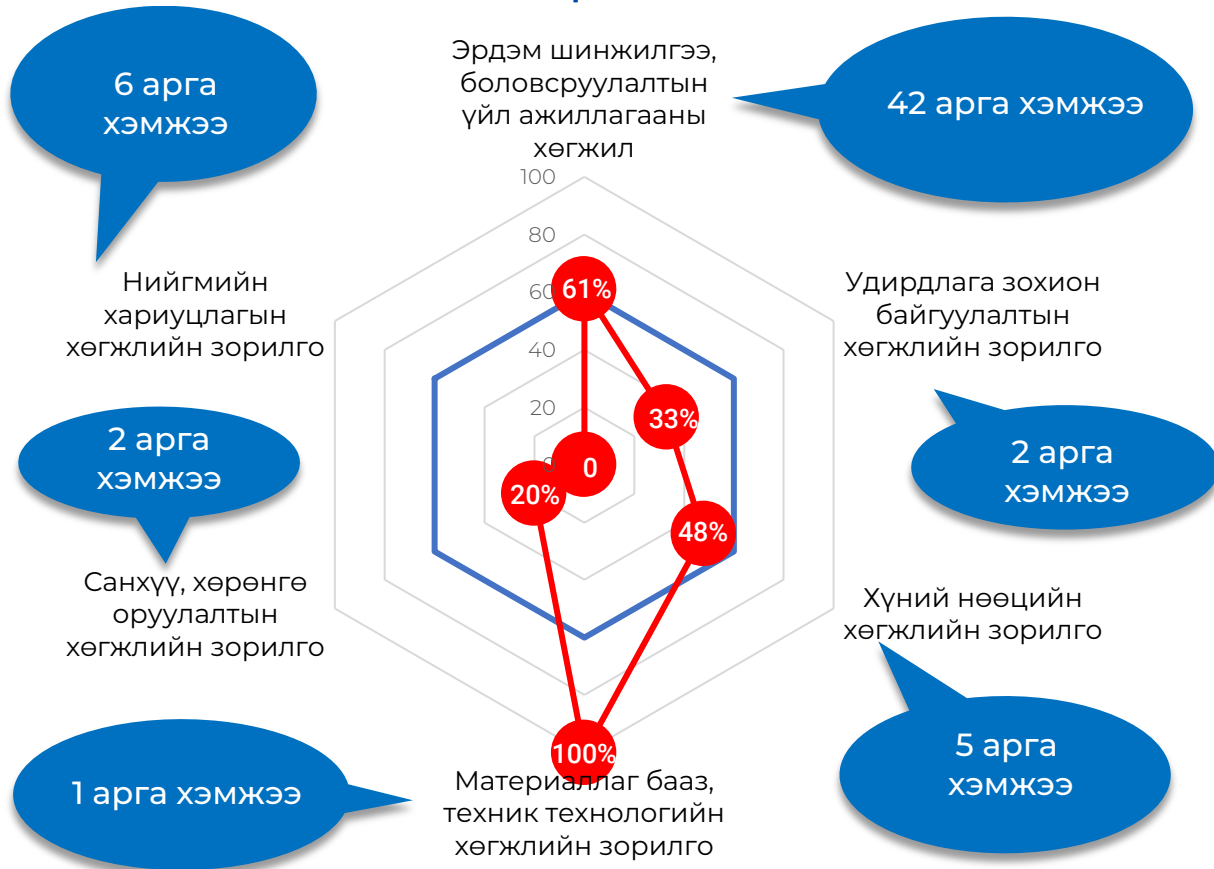 6 арга
хэмжээ
Эрдэм шинжилгээ,
боловсруулалтын
үйл ажиллагааны
хөгжил
42 арга хэмжээ
100
80
60
40
20
0
61%
33%
48%
100%
20%
0
Нийгмийн
хариуцлагын
хөгжлийн зорилго
Удирдлага зохион
байгуулалтын
хөгжлийн зорилго
2 арга
хэмжээ
2 арга
хэмжээ
Санхүү, хөрөнгө
оруулалтын
хөгжлийн зорилго
Хүний нөөцийн
хөгжлийн зорилго
1 арга хэмжээ
Материаллаг бааз,
техник технологийн
хөгжлийн зорилго
5 арга
хэмжээ